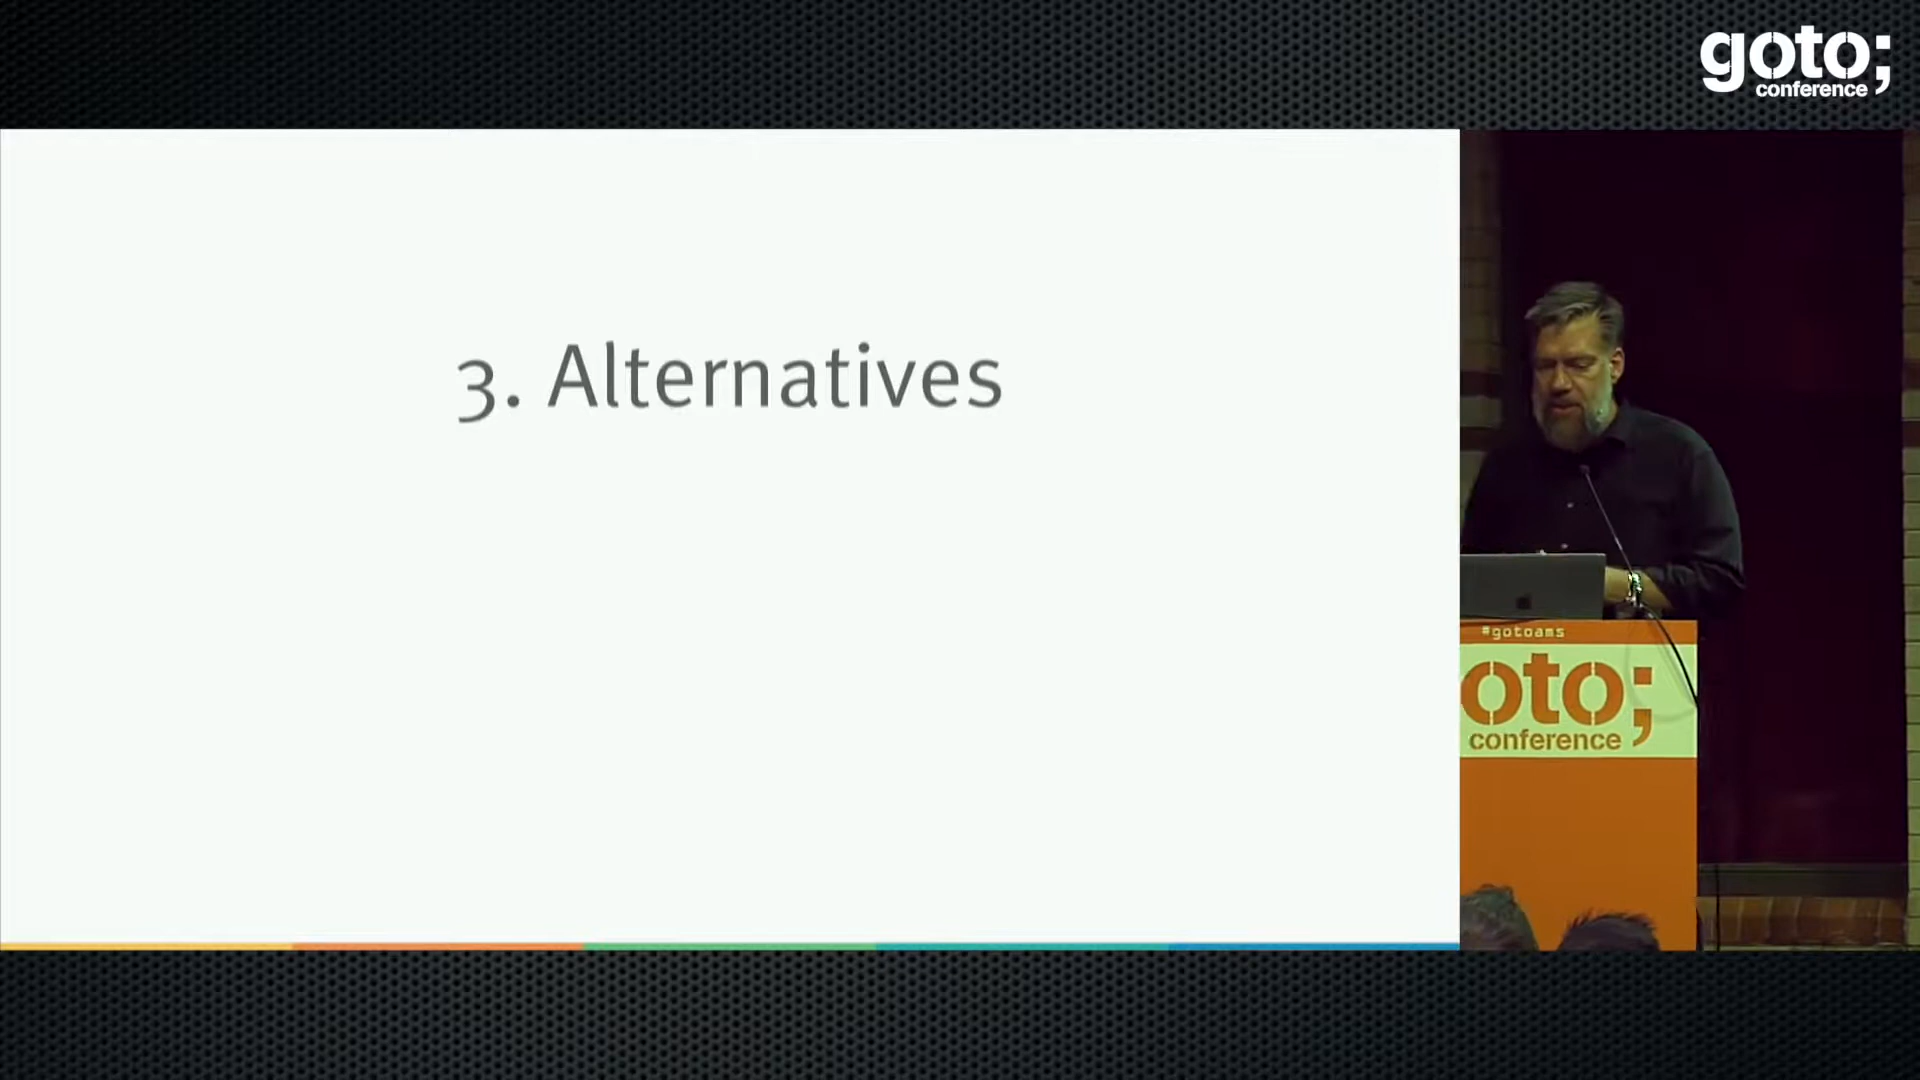 goto;
conference
3. Alternatives
#gotoams
oto;
conference